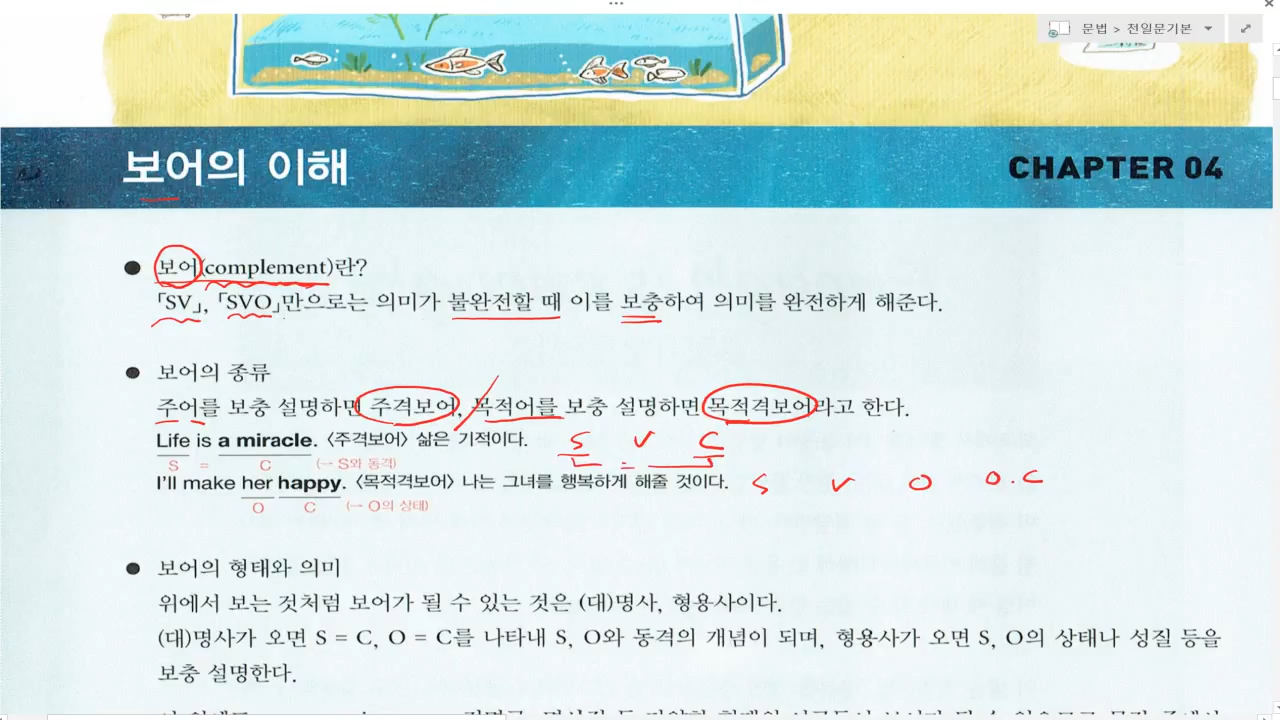 문법 > 천일문기본
보어의 이해
CHAPTER 04
● 보어(complement)란?
「SV」, 「SVO」만으로는 의미가 불완전할 때 이를 보충하여 의미를 완전하게 해준다.
● 보어의 종류
주어를 보충 설명하면 주격보어, 목적어를 보충 설명하면 목적격보어라고 한다.
Life is a miracle. 〈주격보어〉 삶은 기적이다.
S V C
S = C (→ S와 동격)
=
I'll make her happy. 〈목적격보어〉 나는 그녀를 행복하게 해줄 것이다.
S V O O.C
O C (→ O의 상태)
● 보어의 형태와 의미
위에서 보는 것처럼 보어가 될 수 있는 것은 (대)명사, 형용사이다.
(대)명사가 오면 S = C, O = C를 나타내 S, O와 동격의 개념이 되며, 형용사가 오면 S, O의 상태나 성질 등을
보충 설명한다.